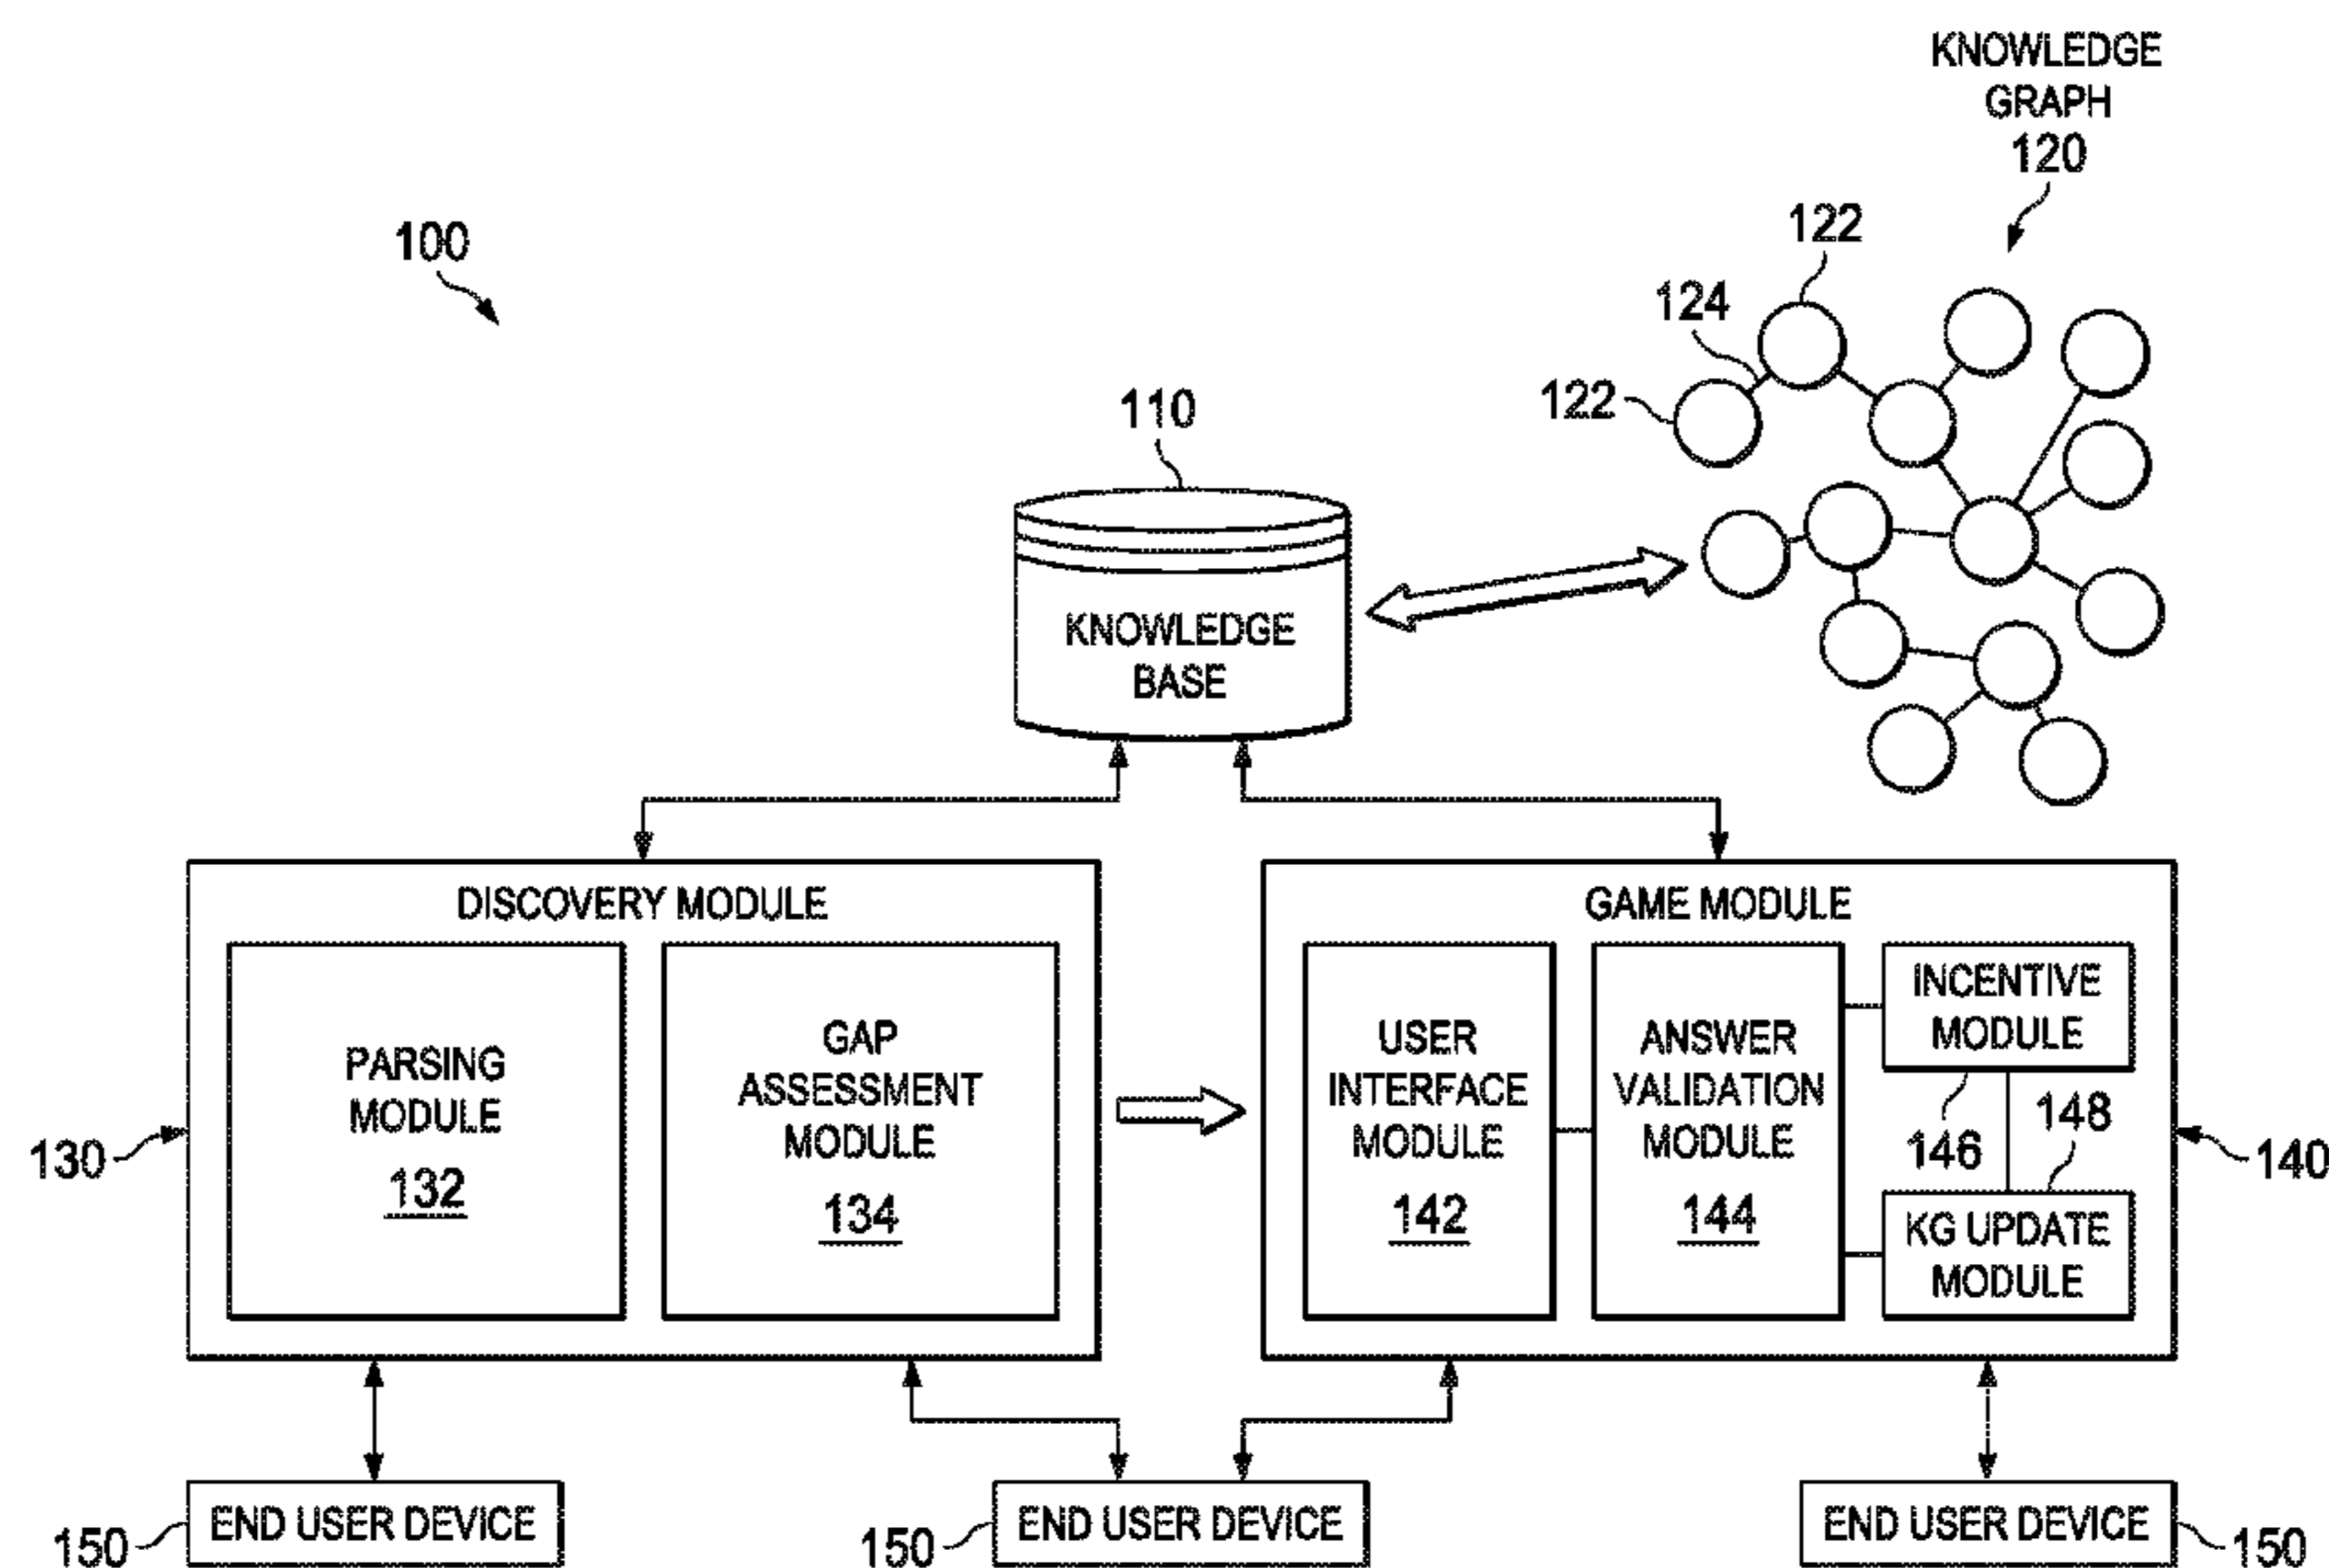 KNOWLEDGE
GRAPH
120
100
122
124
122
110
KNOWLEDGE
BASE
DISCOVERY MODULE
PARSING
MODULE
132
GAP
ASSESSMENT
MODULE
134
130
GAME MODULE
USER
INTERFACE
MODULE
142
ANSWER
VALIDATION
MODULE
144
INCENTIVE
MODULE
146
148
KG UPDATE
MODULE
140
150
END USER DEVICE
150
END USER DEVICE
END USER DEVICE
150